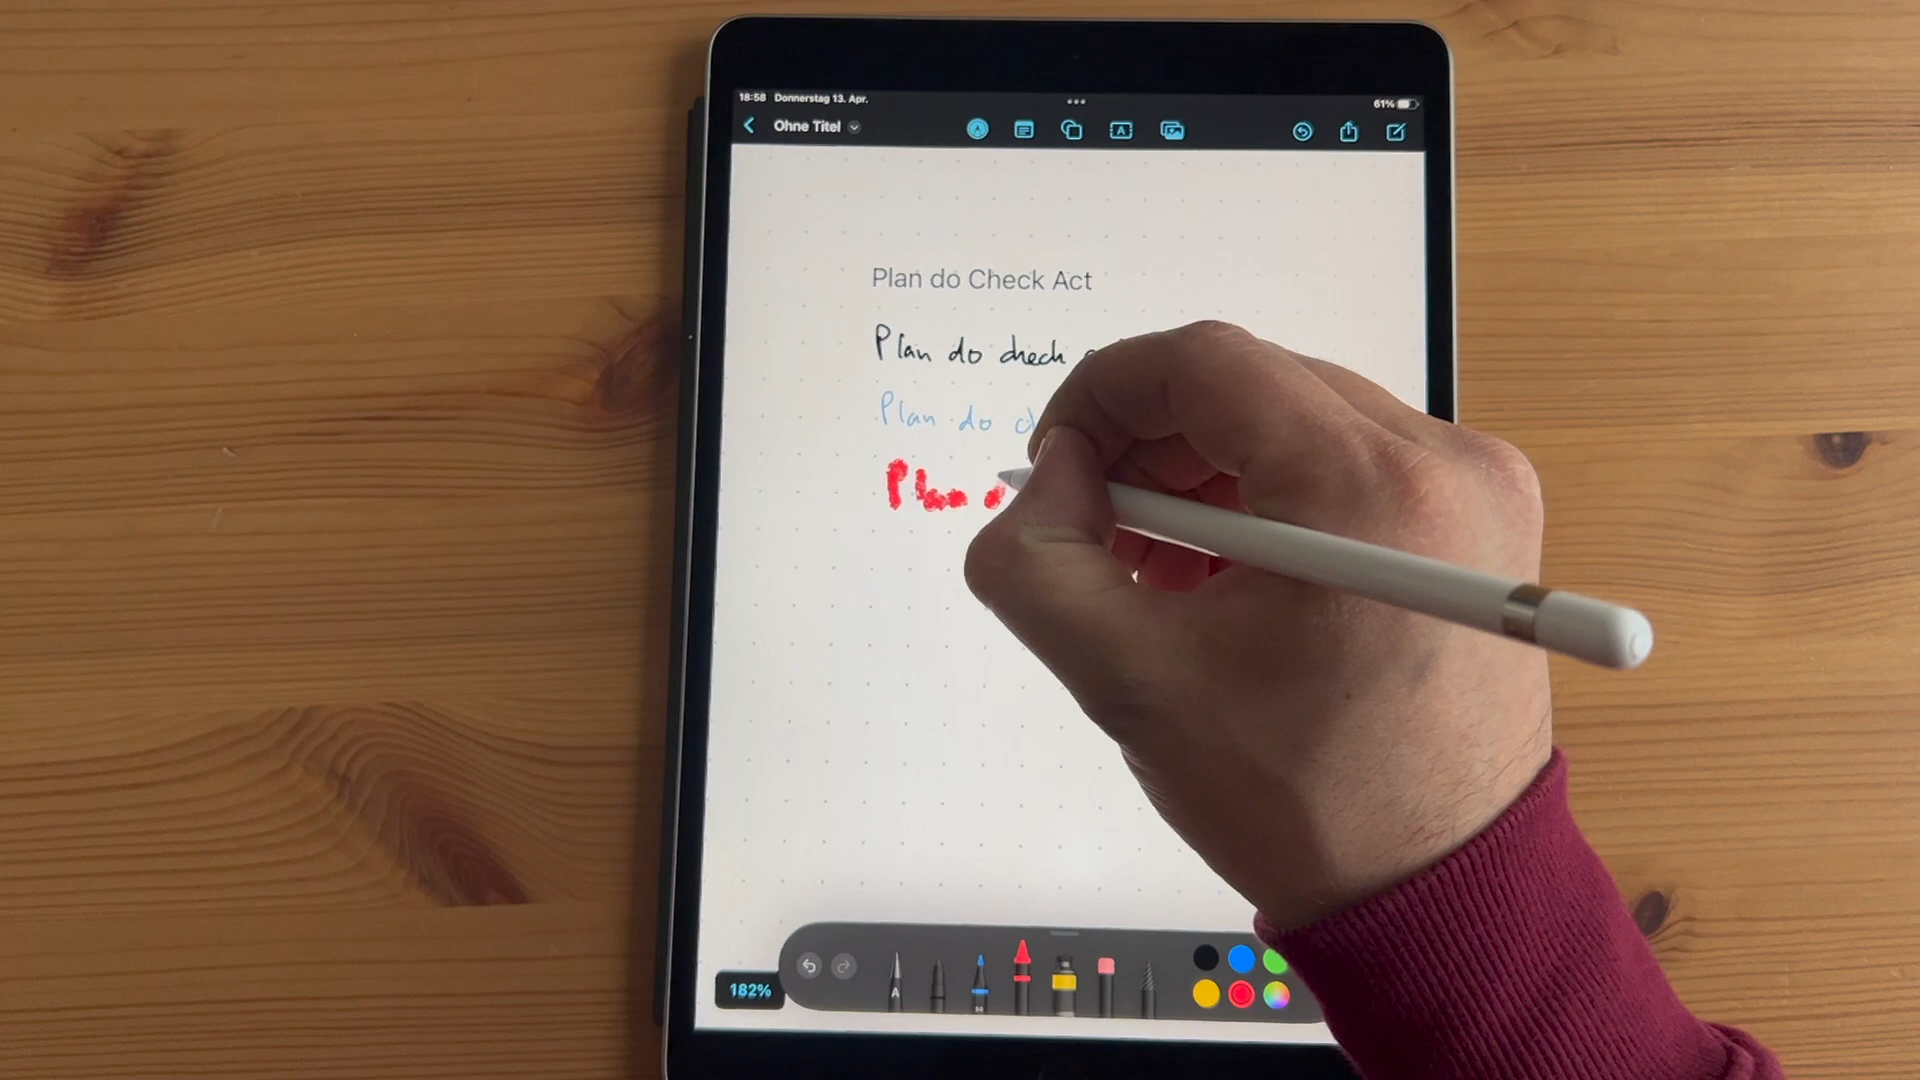 18:58 Donnerstag 13. Apr. 61%
Ohne Titel
Plan do Check Act
Plan do check
Plan do
Plan
182%
A
50